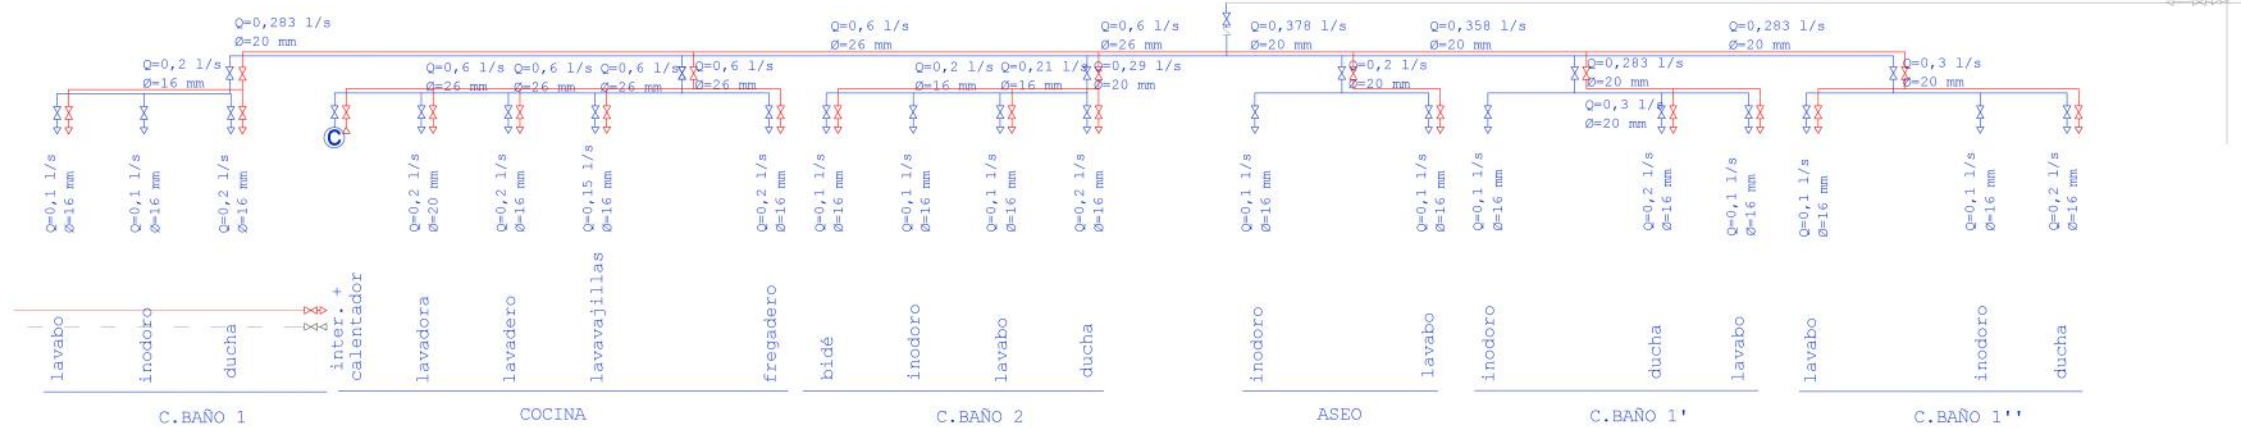 Q=0,283 l/s
Ø=20 mm
Q=0,6 l/s
Ø=26 mm
Q=0,6 l/s
Ø=26 mm
Q=0,378 l/s
Ø=20 mm
Q=0,358 l/s
Ø=20 mm
Q=0,283 l/s
Ø=20 mm
Q=0,2 l/s
Ø=16 mm
Q=0,6 l/s
Ø=26 mm
Q=0,6 l/s
Ø=26 mm
Q=0,6 l/s
Ø=26 mm
Q=0,6 l/s
Ø=26 mm
Q=0,2 l/s
Ø=16 mm
Q=0,21 l/s
Ø=16 mm
Q=0,29 l/s
Ø=20 mm
Q=0,2 l/s
Ø=20 mm
Q=0,283 l/s
Ø=20 mm
Q=0,3 l/s
Ø=20 mm
Q=0,3 l/s
Ø=20 mm
C
Q=0,1 l/s
Ø=16 mm
Q=0,1 l/s
Ø=16 mm
Q=0,2 l/s
Ø=16 mm
Q=0,2 l/s
Ø=20 mm
Q=0,2 l/s
Ø=16 mm
Q=0,15 l/s
Ø=16 mm
Q=0,2 l/s
Ø=16 mm
Q=0,1 l/s
Ø=16 mm
Q=0,1 l/s
Ø=16 mm
Q=0,1 l/s
Ø=16 mm
Q=0,2 l/s
Ø=16 mm
Q=0,1 l/s
Ø=16 mm
Q=0,1 l/s
Ø=16 mm
Q=0,1 l/s
Ø=16 mm
Q=0,2 l/s
Ø=16 mm
Q=0,1 l/s
Ø=16 mm
Q=0,1 l/s
Ø=16 mm
Q=0,1 l/s
Ø=16 mm
Q=0,2 l/s
Ø=16 mm
lavabo
inodoro
ducha
inter. +
calentador
lavadora
lavadero
lavavajillas
fregadero
bidé
inodoro
lavabo
ducha
inodoro
lavabo
inodoro
ducha
lavabo
lavabo
inodoro
ducha
C.BAÑO 1
COCINA
C.BAÑO 2
ASEO
C.BAÑO 1'
C.BAÑO 1''